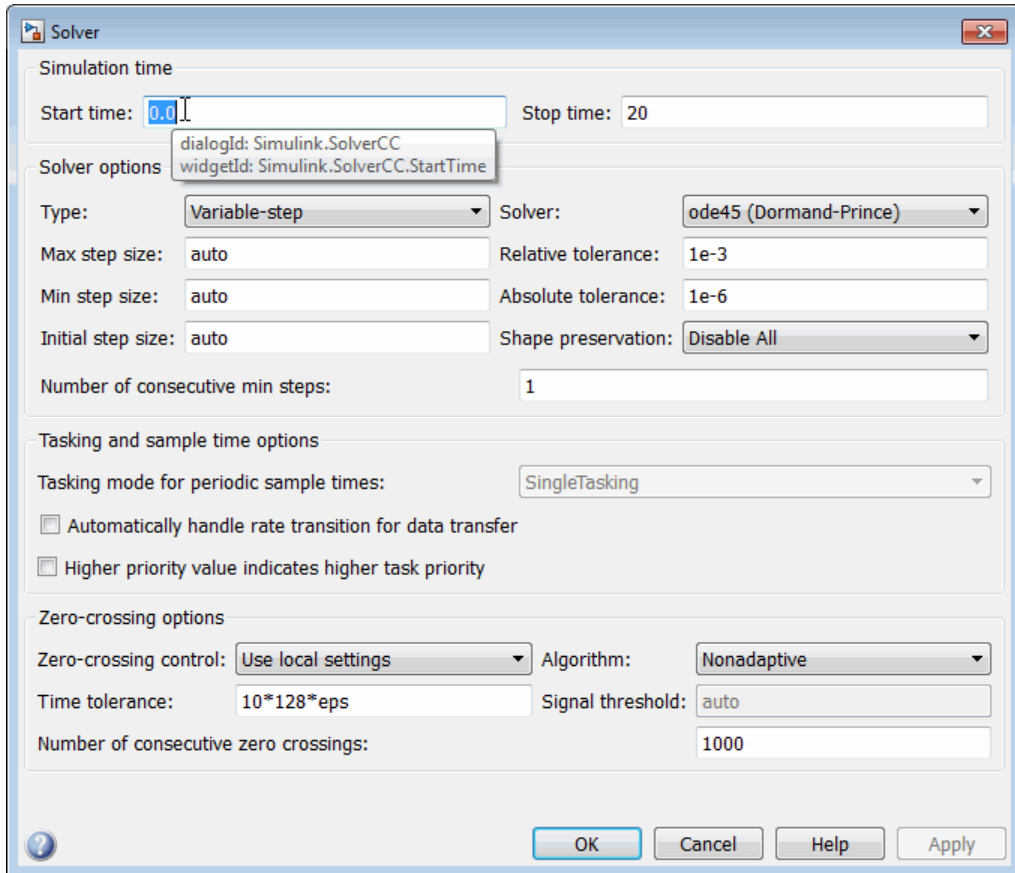 Solver
Simulation time
Start time: 0.0 Stop time: 20
dialogId: Simulink.SolverCC
widgetId: Simulink.SolverCC.StartTime
Solver options
Type: Variable-step Solver: ode45 (Dormand-Prince)
Max step size: auto Relative tolerance: 1e-3
Min step size: auto Absolute tolerance: 1e-6
Initial step size: auto Shape preservation: Disable All
Number of consecutive min steps: 1
Tasking and sample time options
Tasking mode for periodic sample times: SingleTasking
Automatically handle rate transition for data transfer
Higher priority value indicates higher task priority
Zero-crossing options
Zero-crossing control: Use local settings Algorithm: Nonadaptive
Time tolerance: 10*128*eps Signal threshold: auto
Number of consecutive zero crossings: 1000
? OK Cancel Help Apply